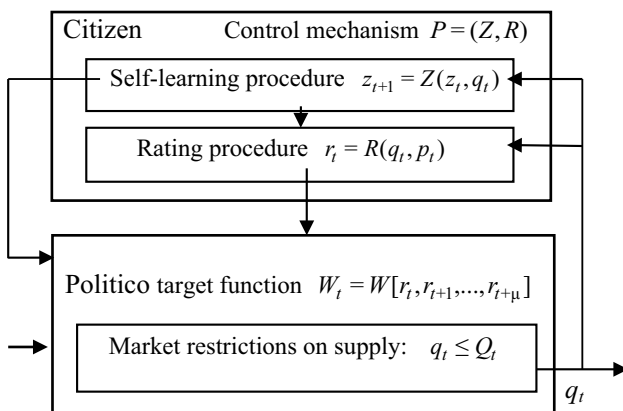 Citizen Control mechanism P = (Z, R)
Self-learning procedure z_{t+1} = Z(z_t, q_t)
Rating procedure r_t = R(q_t, p_t)
Politico target function W_t = W[r_t, r_{t+1},..., r_{t+μ}]
Market restrictions on supply: q_t ≤ Q_t
q_t